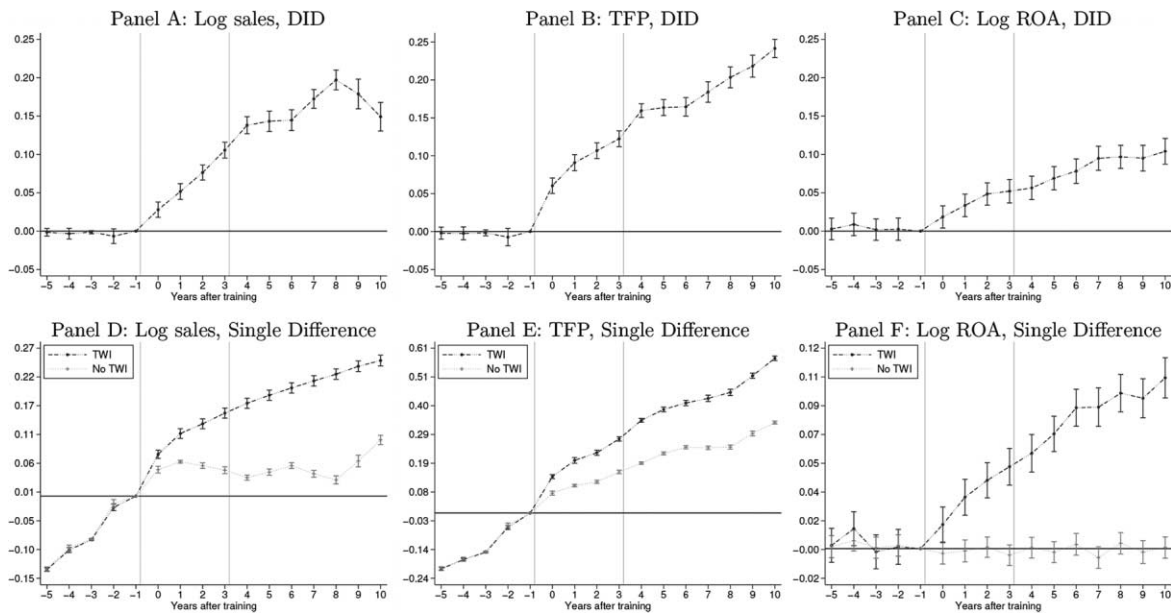 Panel A: Log sales, DID
0.25
0.20
0.15
0.10
0.05
0.00
−0.05
−5 −4 −3 −2 −1 0 1 2 3 4 5 6 7 8 9 10
Years after training
Panel B: TFP, DID
0.25
0.20
0.15
0.10
0.05
0.00
−0.05
−5 −4 −3 −2 −1 0 1 2 3 4 5 6 7 8 9 10
Years after training
Panel C: Log ROA, DID
0.25
0.20
0.15
0.10
0.05
0.00
−0.05
−5 −4 −3 −2 −1 0 1 2 3 4 5 6 7 8 9 10
Years after training
Panel D: Log sales, Single Difference
TWI
No TWI
0.27
0.22
0.17
0.11
0.06
0.01
−0.05
−0.10
−0.15
−5 −4 −3 −2 −1 0 1 2 3 4 5 6 7 8 9 10
Years after training
Panel E: TFP, Single Difference
TWI
No TWI
0.61
0.51
0.40
0.29
0.19
0.08
−0.03
−0.14
−0.24
−5 −4 −3 −2 −1 0 1 2 3 4 5 6 7 8 9 10
Years after training
Panel F: Log ROA, Single Difference
TWI
No TWI
0.12
0.11
0.09
0.07
0.05
0.04
0.02
−0.00
−0.02
−5 −4 −3 −2 −1 0 1 2 3 4 5 6 7 8 9 10
Years after training